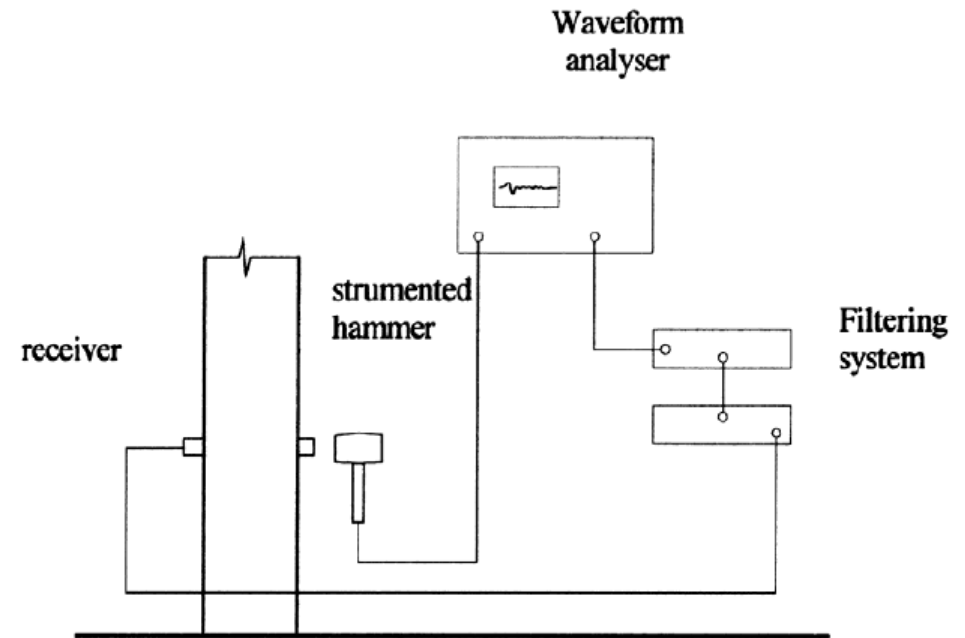 Waveform
analyser
strumented
hammer
receiver
Filtering
system